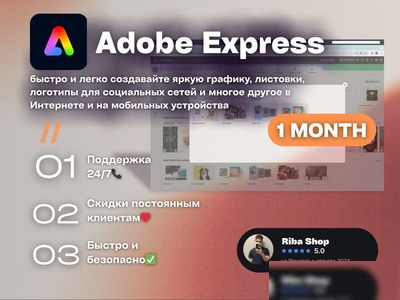 Adobe Express
быстро и легко создавайте яркую графику, листовки,
логотипы для социальных сетей и многое другое в
Интернете и на мобильных устройства
1 MONTH
01 Поддержка
24/7
02 Скидки постоянным
клиентам
03 Быстро и
безопасно
Riba Shop
5.0